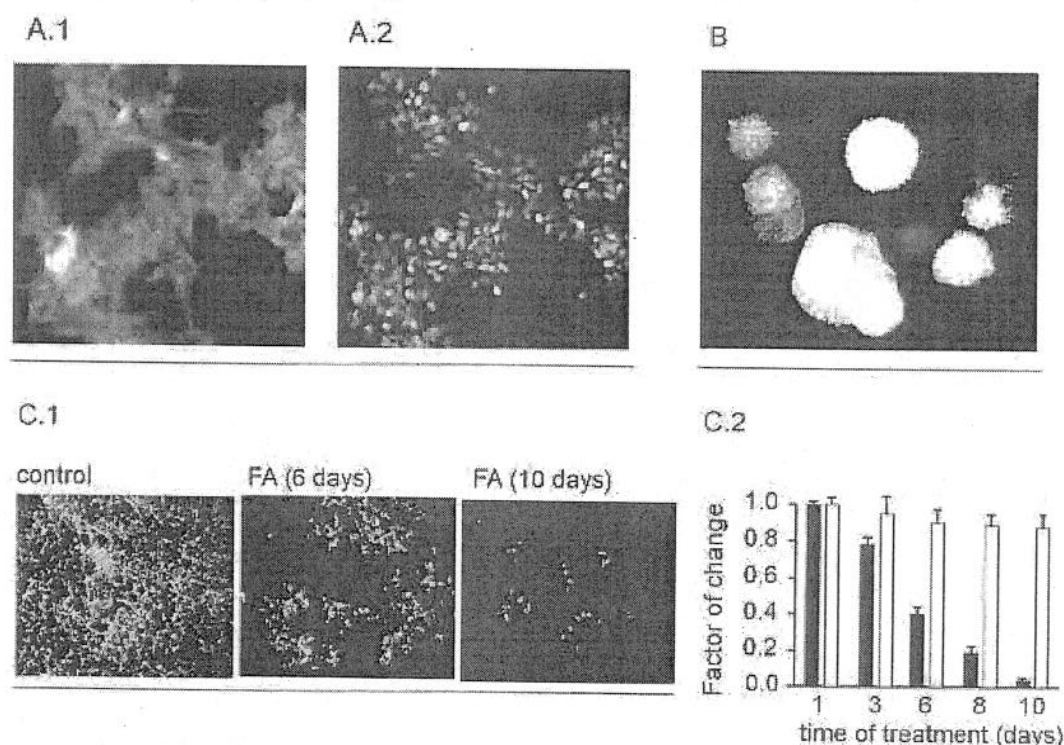 A.1 A.2 B
C.1 C.2
control FA (6 days) FA (10 days)
Factor of change
1.0
0.8
0.6
0.4
0.2
0.0
1 3 6 8 10
time of treatment (days)